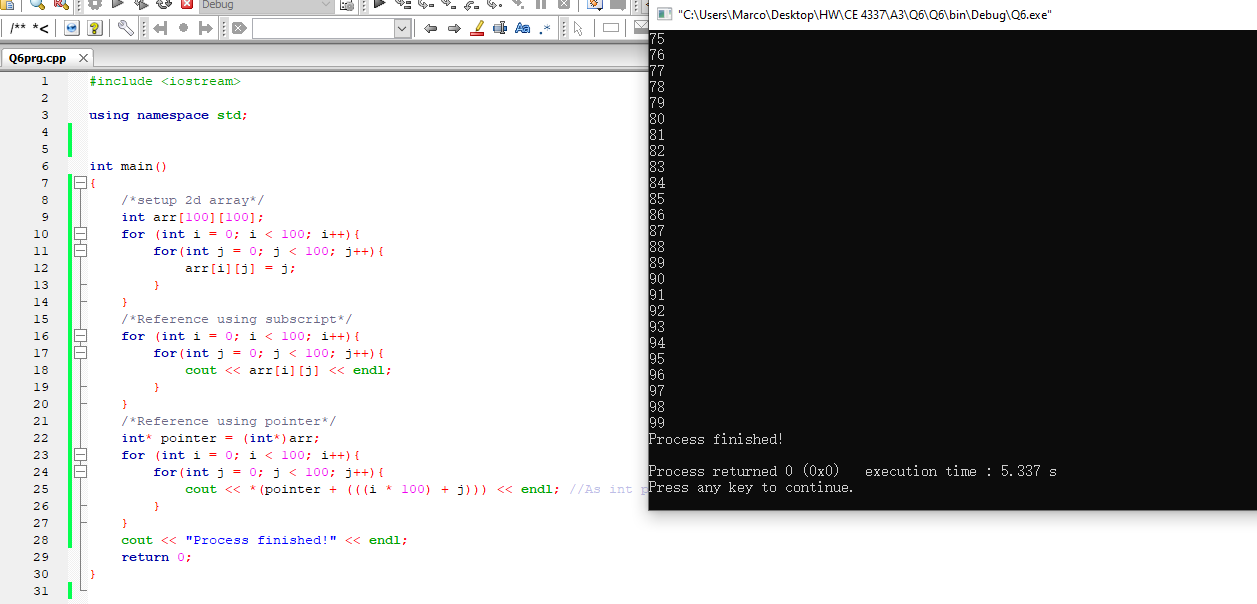 Debug
"C:\Users\Marco\Desktop\HW\CE 4337\A3\Q6\Q6\bin\Debug\Q6.exe"
/** *<
Aa .*
Q6prg.cpp
1 #include <iostream>
2
3 using namespace std;
4
5
6 int main()
7 {
8 /*setup 2d array*/
9 int arr[100][100];
10 for (int i = 0; i < 100; i++){
11 for(int j = 0; j < 100; j++){
12 arr[i][j] = j;
13 }
14 }
15 /*Reference using subscript*/
16 for (int i = 0; i < 100; i++){
17 for(int j = 0; j < 100; j++){
18 cout << arr[i][j] << endl;
19 }
20 }
21 /*Reference using pointer*/
22 int* pointer = (int*)arr;
23 for (int i = 0; i < 100; i++){
24 for(int j = 0; j < 100; j++){
25 cout << *(pointer + (((i * 100) + j))) << endl; //As int
26 }
27 }
28 cout << "Process finished!" << endl;
29 return 0;
30 }
31
75
76
77
78
79
80
81
82
83
84
85
86
87
88
89
90
91
92
93
94
95
96
97
98
99
Process finished!
Process returned 0 (0x0) execution time : 5.337 s
Press any key to continue.